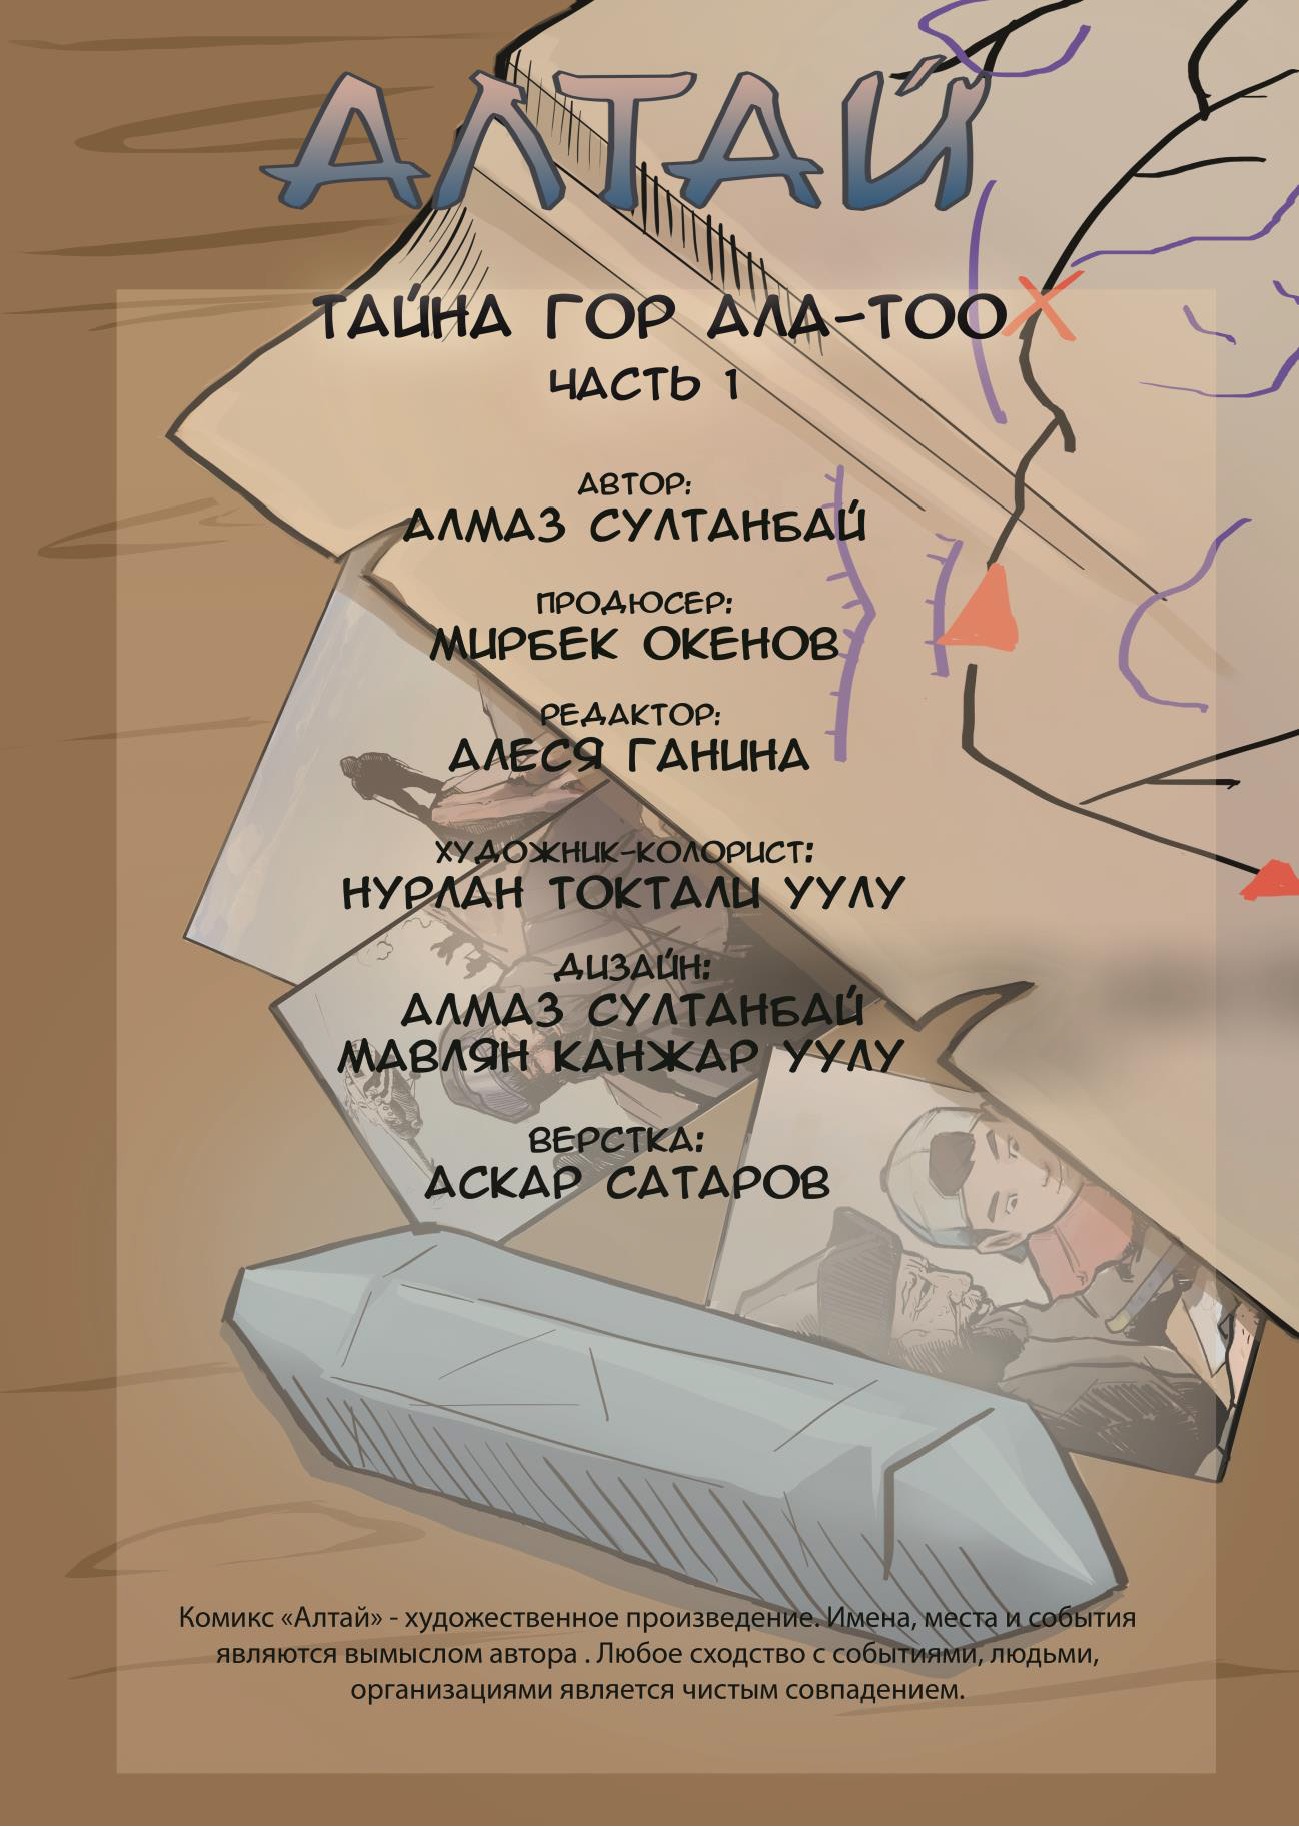 АЛТАЙ
ТАЙНА ГОР АЛА-ТОО
ЧАСТЬ 1
АВТОР:
АЛМАЗ СУЛТАНБАЙ
ПРОДЮСЕР:
МИРБЕК ОКЕНОВ
РЕДАКТОР:
АЛЕСЯ ГАНИНА
ХУДОЖНИК-КОЛОРИСТ:
НУРЛАН ТОКТАЛИ УУЛУ
ДИЗАЙН:
АЛМАЗ СУЛТАНБАЙ
МАВЛЯН КАНЖАР УУЛУ
ВЕРСТКА:
АСКАР САТАРОВ
Комикс «Алтай» - художественное произведение. Имена, места и события
являются вымыслом автора . Любое сходство с событиями, людьми,
организациями является чистым совпадением.